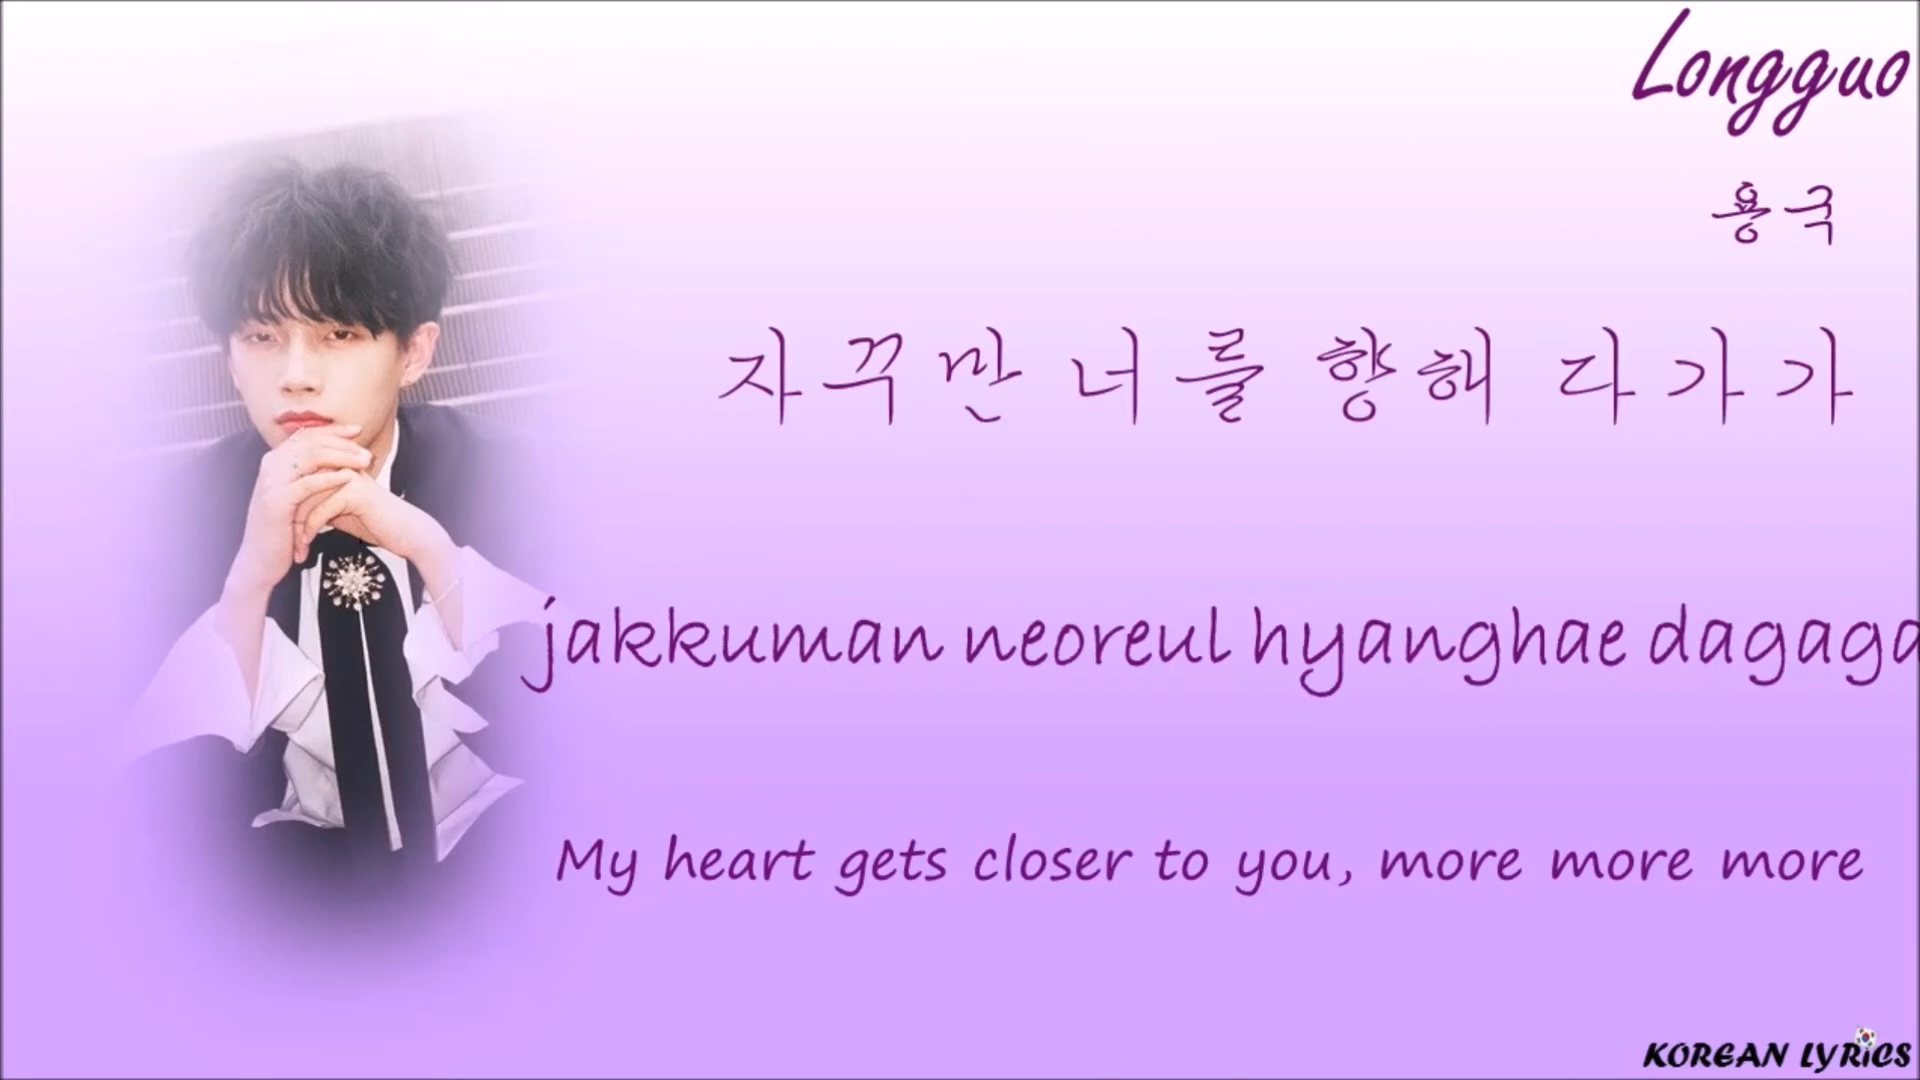 Longguo
용국
자꾸만 너를 향해 다가가
jakkuman neoreul hyanghae dagaga
My heart gets closer to you, more more more
KOREAN LYRICS